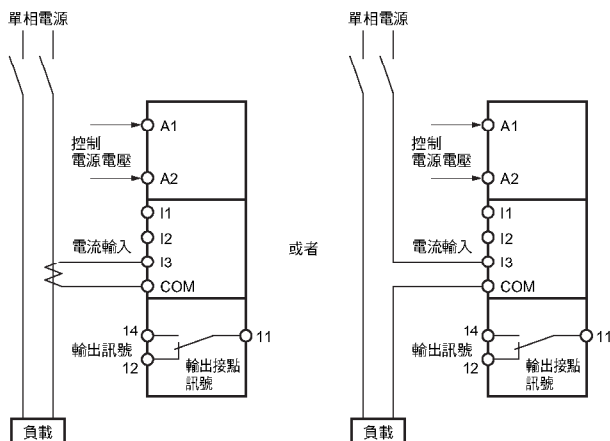 單相電源
A1
控制
電源電壓
A2
I1
I2
電流輸入
I3
COM
14
11
輸出訊號
12
輸出接點
訊號
負載
或者
單相電源
A1
控制
電源電壓
A2
I1
I2
電流輸入
I3
COM
14
11
輸出訊號
12
輸出接點
訊號
負載